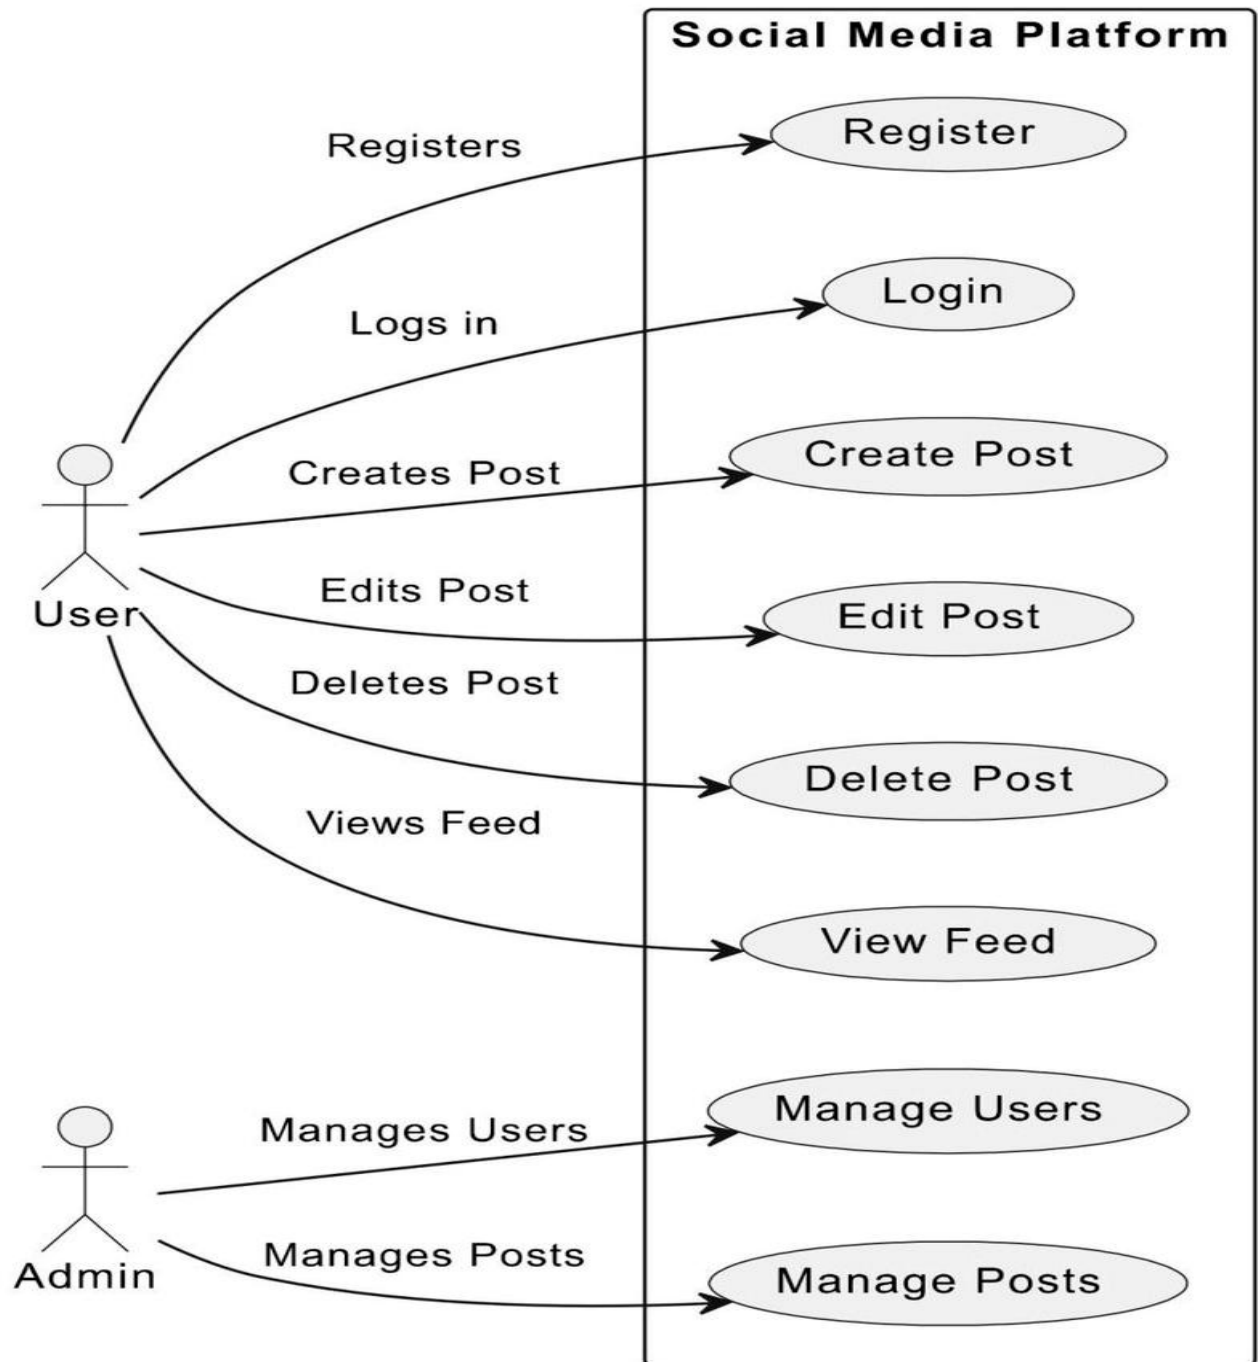 Social Media Platform
Registers
Register
Logs in
Login
Creates Post
Create Post
Edits Post
Edit Post
User
Deletes Post
Delete Post
Views Feed
View Feed
Manages Users
Manage Users
Manages Posts
Manage Posts
Admin